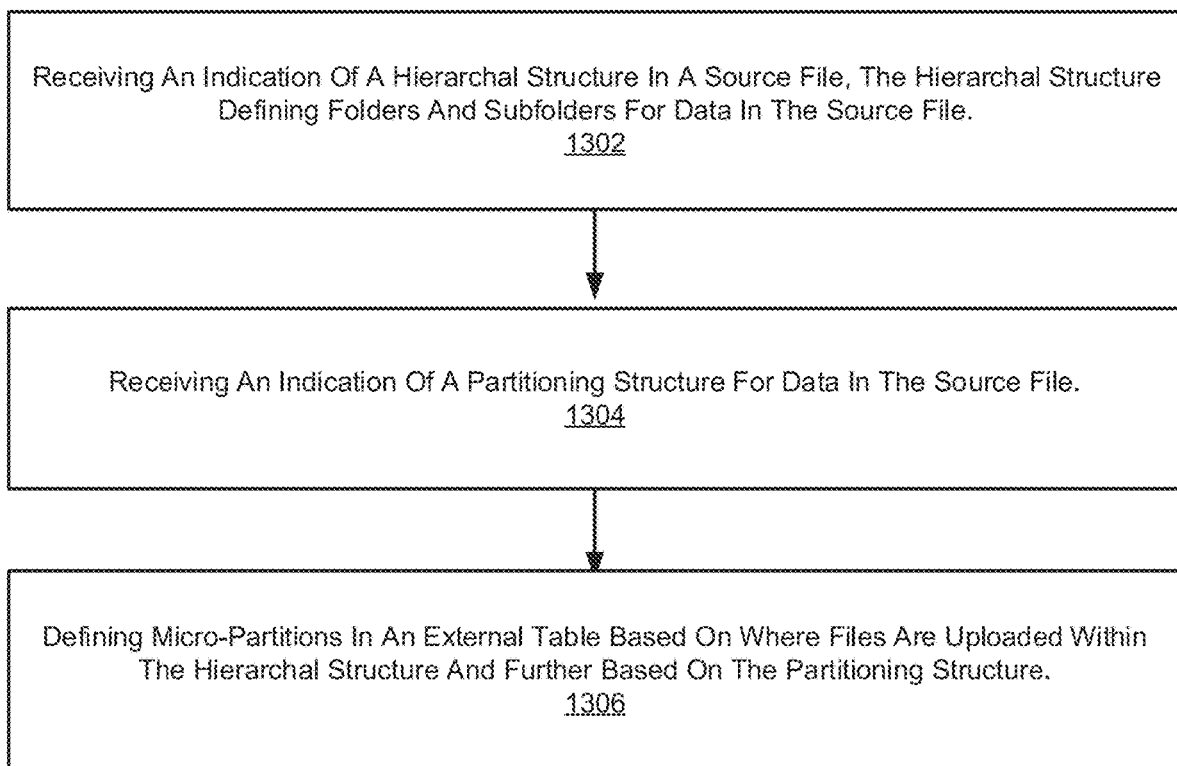 Receiving An Indication Of A Hierarchal Structure In A Source File, The Hierarchal Structure
Defining Folders And Subfolders For Data In The Source File.
1302
Receiving An Indication Of A Partitioning Structure For Data In The Source File.
1304
Defining Micro-Partitions In An External Table Based On Where Files Are Uploaded Within
The Hierarchal Structure And Further Based On The Partitioning Structure.
1306